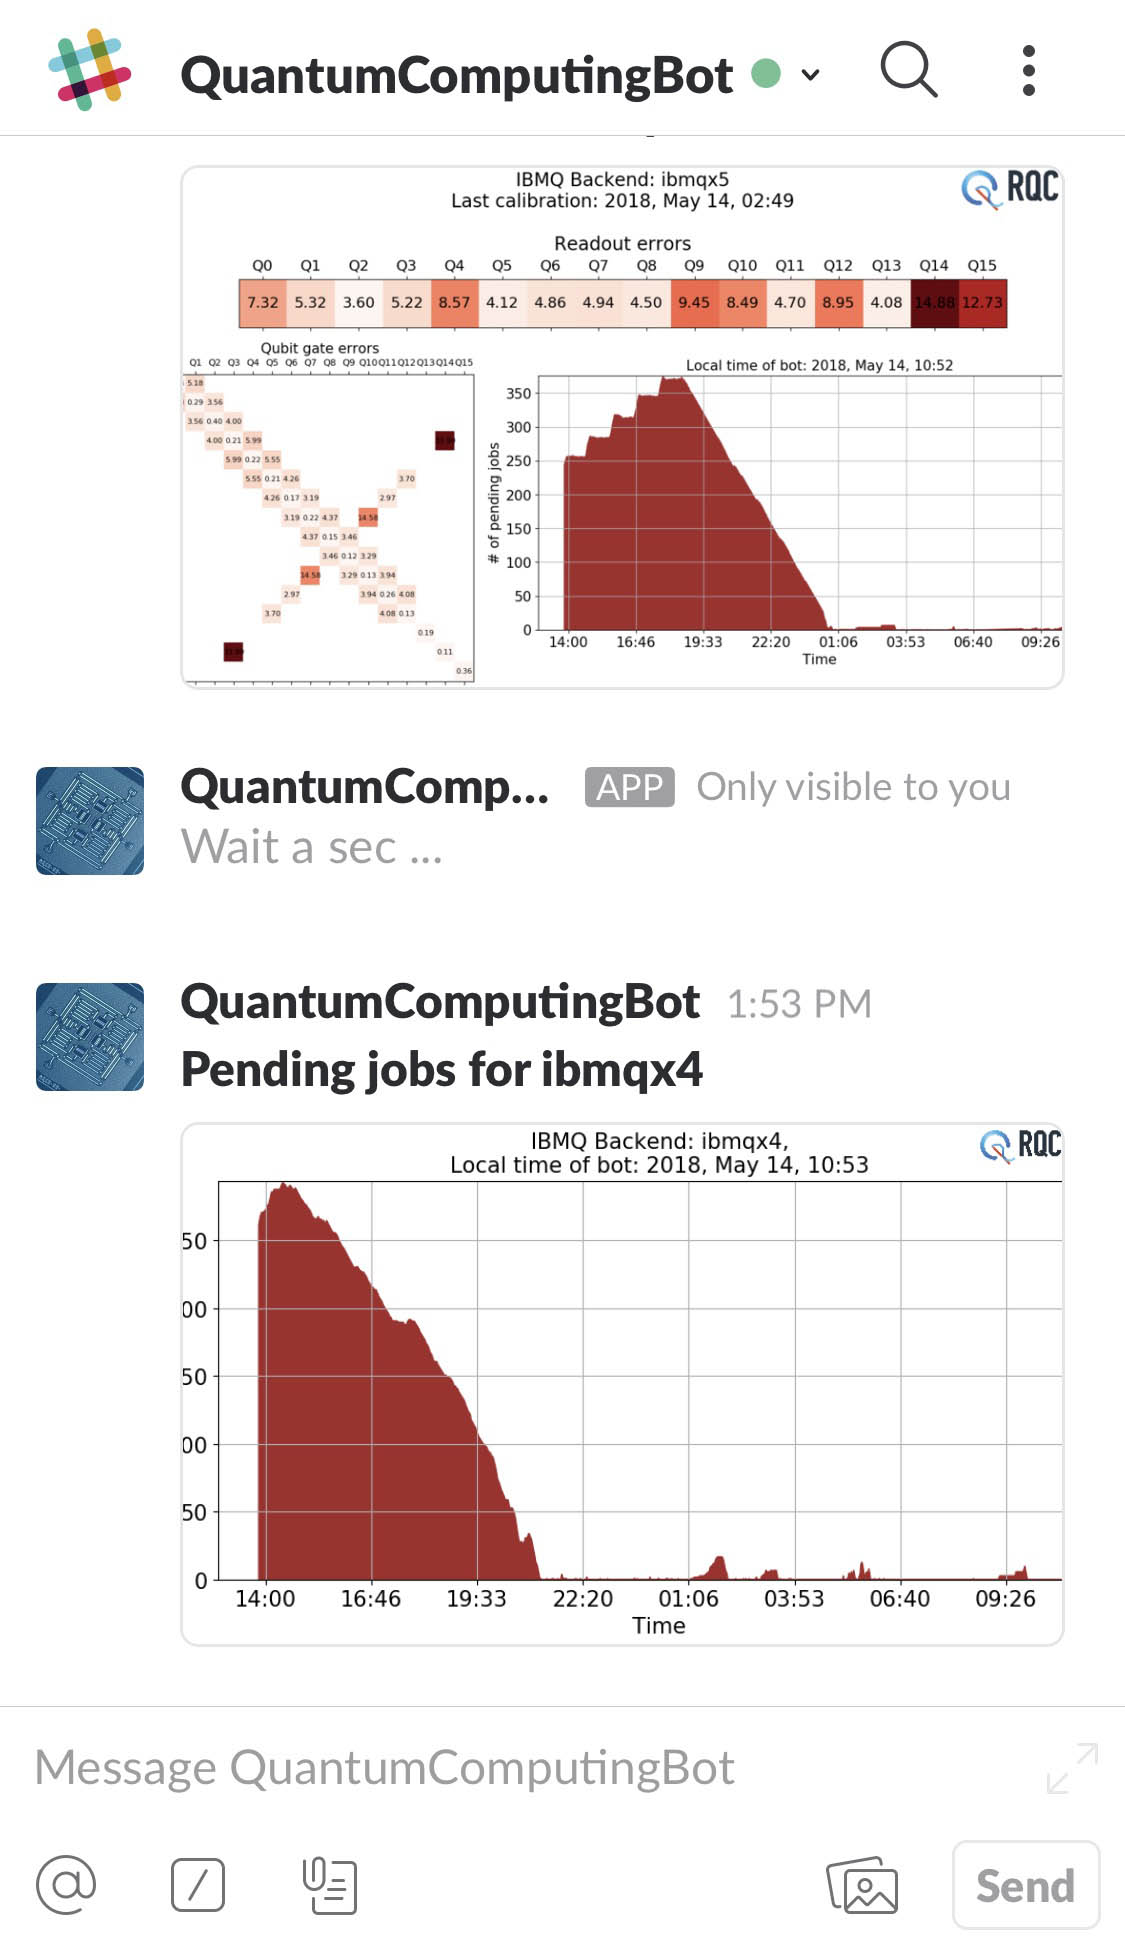 QuantumComputingBot
IBMQ Backend: ibmqx5
Last calibration: 2018, May 14, 02:49
RQC
Readout errors
Q0 Q1 Q2 Q3 Q4 Q5 Q6 Q7 Q8 Q9 Q10 Q11 Q12 Q13 Q14 Q15
7.32 5.32 3.60 5.22 8.57 4.12 4.86 4.94 4.50 9.45 8.49 4.70 8.95 4.08 14.88 12.73
Qubit gate errors
Q1 Q2 Q3 Q4 Q5 Q6 Q7 Q8 Q9 Q10 Q11 Q12 Q13 Q14 Q15
5.18
0.29 3.56
3.56 0.40 4.00
4.00 0.21 5.99
5.99 0.22 5.55
5.55 0.21 4.26 3.70
4.26 0.17 3.19 2.97
3.19 0.22 4.37 14.58
4.37 0.15 3.46
3.46 0.12 3.29
14.58 3.29 0.13 3.94
2.97 3.94 0.26 4.08
3.70 4.08 0.13
0.19
0.11
0.36
Local time of bot: 2018, May 14, 10:52
# of pending jobs
350
300
250
200
150
100
50
0
14:00 16:46 19:33 22:20 01:06 03:53 06:40 09:26
Time
QuantumComp... APP Only visible to you
Wait a sec ...
QuantumComputingBot 1:53 PM
Pending jobs for ibmqx4
IBMQ Backend: ibmqx4,
Local time of bot: 2018, May 14, 10:53
RQC
50
00
50
00
50
0
14:00 16:46 19:33 22:20 01:06 03:53 06:40 09:26
Time
Message QuantumComputingBot
Send